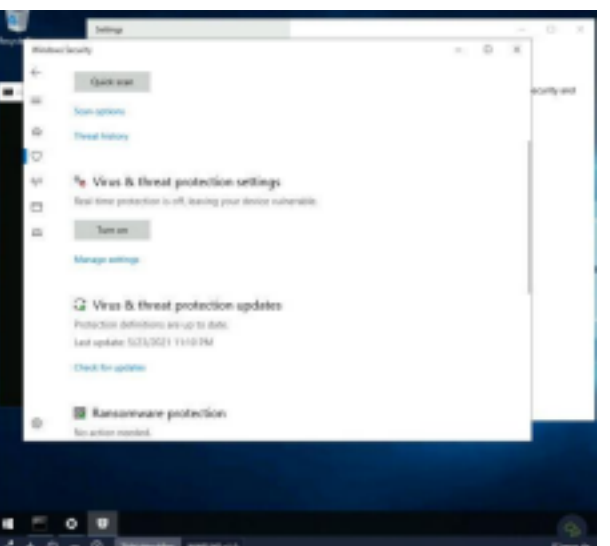 Settings
Windows Security
Quick scan
Scan options
Threat history
Virus & threat protection settings
Real-time protection is off, leaving your device vulnerable.
Turn on
Manage settings
Virus & threat protection updates
Protection definitions are up to date.
Last update: 5/23/2021 11:10 PM
Check for updates
Ransomware protection
No action needed.
security and